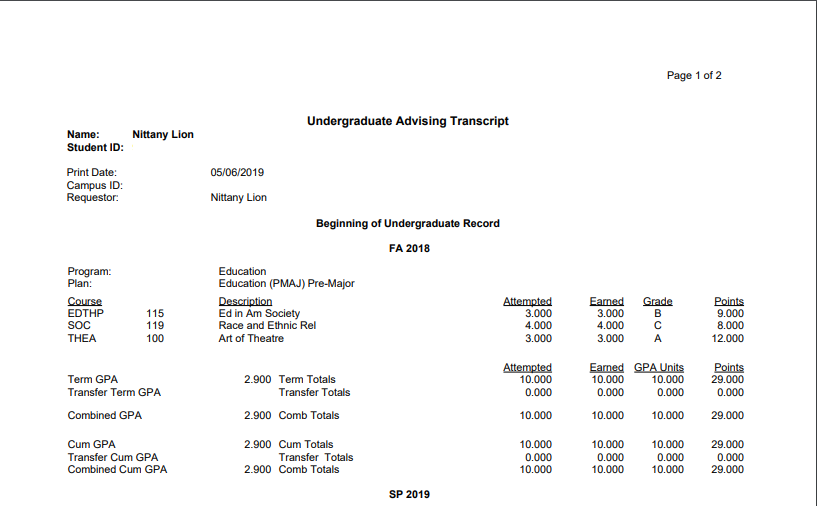 Page 1 of 2
Undergraduate Advising Transcript
Name: Nittany Lion
Student ID:
Print Date: 05/06/2019
Campus ID:
Requestor: Nittany Lion
Beginning of Undergraduate Record
FA 2018
Program: Education
Plan: Education (PMAJ) Pre-Major
Course Description Attempted Earned Grade Points
EDTHP 115 Ed in Am Society 3.000 3.000 B 9.000
SOC 119 Race and Ethnic Rel 4.000 4.000 C 8.000
THEA 100 Art of Theatre 3.000 3.000 A 12.000
Attempted Earned GPA Units Points
Term GPA 2.900 Term Totals 10.000 10.000 10.000 29.000
Transfer Term GPA Transfer Totals 0.000 0.000 0.000 0.000
Combined GPA 2.900 Comb Totals 10.000 10.000 10.000 29.000
Cum GPA 2.900 Cum Totals 10.000 10.000 10.000 29.000
Transfer Cum GPA Transfer Totals 0.000 0.000 0.000 0.000
Combined Cum GPA 2.900 Comb Totals 10.000 10.000 10.000 29.000
SP 2019